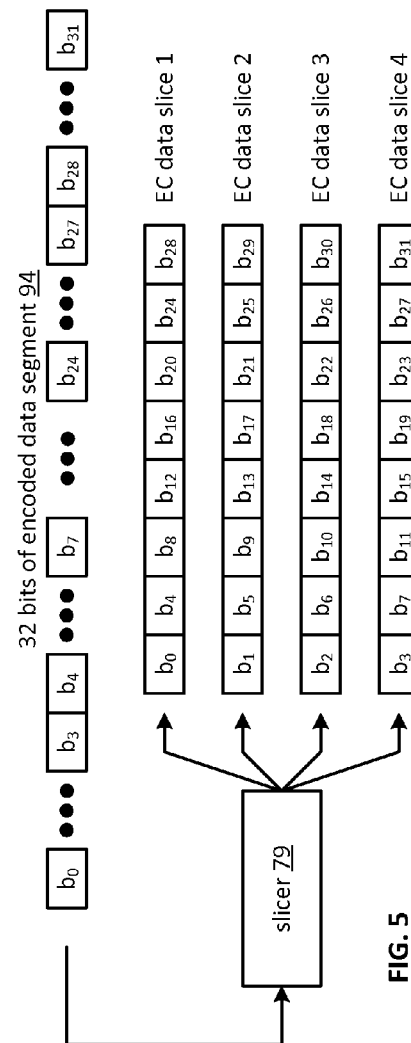 32 bits of encoded data segment 94
b0 ●●● b3 b4 ●●● b7 ●●● b24 ●●● b27 b28 ●●● b31
b0 b4 b8 b12 b16 b20 b24 b28 EC data slice 1
b1 b5 b9 b13 b17 b21 b25 b29 EC data slice 2
slicer 79
b2 b6 b10 b14 b18 b22 b26 b30 EC data slice 3
b3 b7 b11 b15 b19 b23 b27 b31 EC data slice 4
FIG. 5